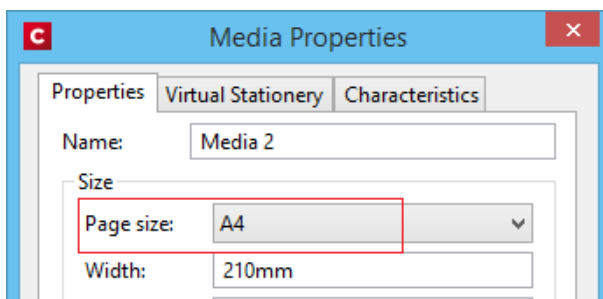 C Media Properties ×
Properties Virtual Stationery Characteristics
Name: Media 2
Size
Page size: A4
Width: 210mm